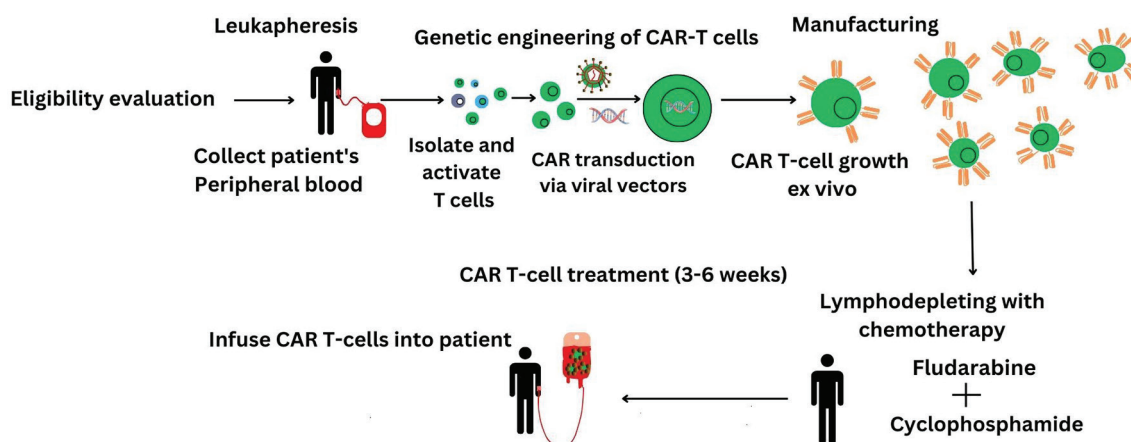 Leukapheresis
Genetic engineering of CAR-T cells
Manufacturing
Eligibility evaluation
Collect patient's
Peripheral blood
Isolate and
activate
T cells
CAR transduction
via viral vectors
CAR T-cell growth
ex vivo
CAR T-cell treatment (3-6 weeks)
Lymphodepleting with
chemotherapy
Fludarabine
+
Cyclophosphamide
Infuse CAR T-cells into patient